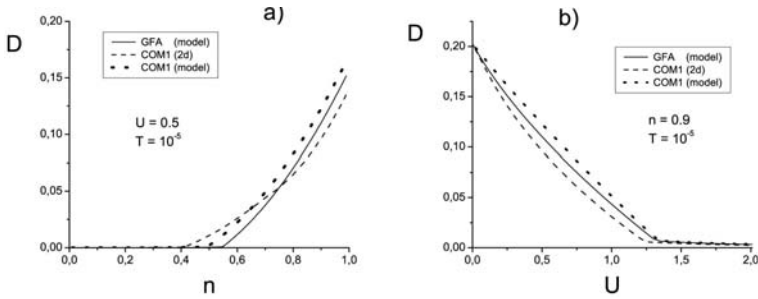 a)
D
GFA (model)
COM1 (2d)
COM1 (model)
U = 0.5
T = 10⁻⁵
0,20
0,15
0,10
0,05
0,00
0,0 0,2 0,4 0,6 0,8 1,0
n
b)
D
GFA (model)
COM1 (2d)
COM1 (model)
n = 0.9
T = 10⁻⁵
0,20
0,15
0,10
0,05
0,00
0,0 0,5 1,0 1,5 2,0
U